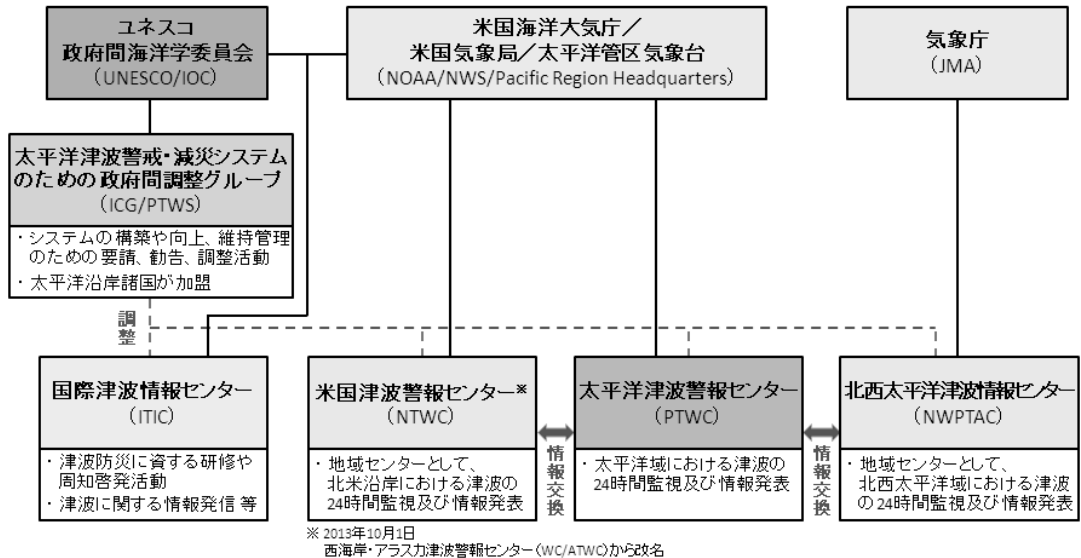 ユネスコ
政府間海洋学委員会
（UNESCO/IOC）
米国海洋大気庁／
米国気象局／太平洋管区気象台
（NOAA/NWS/Pacific Region Headquarters）
気象庁
（JMA）
太平洋津波警戒・減災システム
のための政府間調整グループ
（ICG/PTWS）
・システムの構築や向上、維持管理
のための要請、勧告、調整活動
・太平洋沿岸諸国が加盟
調整
国際津波情報センター
（ITIC）
・津波防災に資する研修や
周知啓発活動
・津波に関する情報発信 等
米国津波警報センター※
（NTWC）
・地域センターとして、
北米沿岸における津波の
24時間監視及び情報発表
情報交換
太平洋津波警報センター
（PTWC）
・太平洋域における津波の
24時間監視及び情報発表
情報交換
北西太平洋津波情報センター
（NWPTAC）
・地域センターとして、
北西太平洋域における津波
の24時間監視及び情報発表
※ 2013年10月1日
西海岸・アラスカ津波警報センター（WC/ATWC）から改名